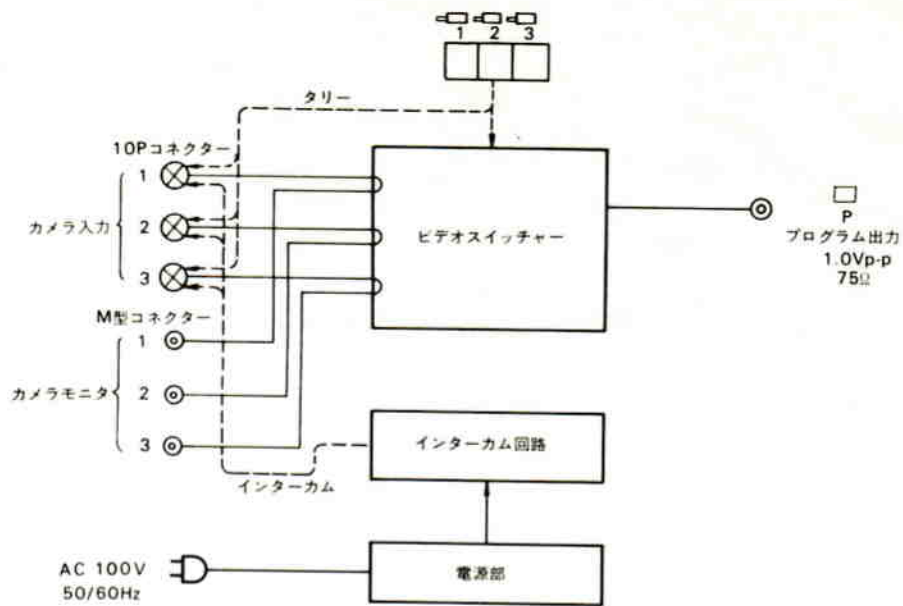 1 2 3
タリー
10Pコネクター
1
カメラ入力
2
3
ビデオスイッチャー
P
プログラム出力
1.0Vp-p
75Ω
M型コネクター
1
カメラモニタ
2
3
インターカム回路
インターカム
AC 100V
50/60Hz
電源部